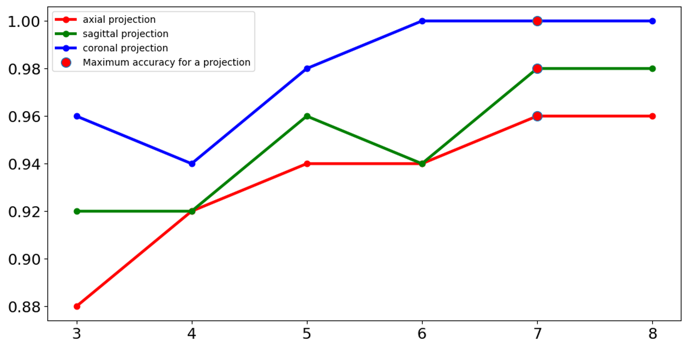 1.00
0.98
0.96
0.94
0.92
0.90
0.88
axial projection
sagittal projection
coronal projection
Maximum accuracy for a projection
3 4 5 6 7 8